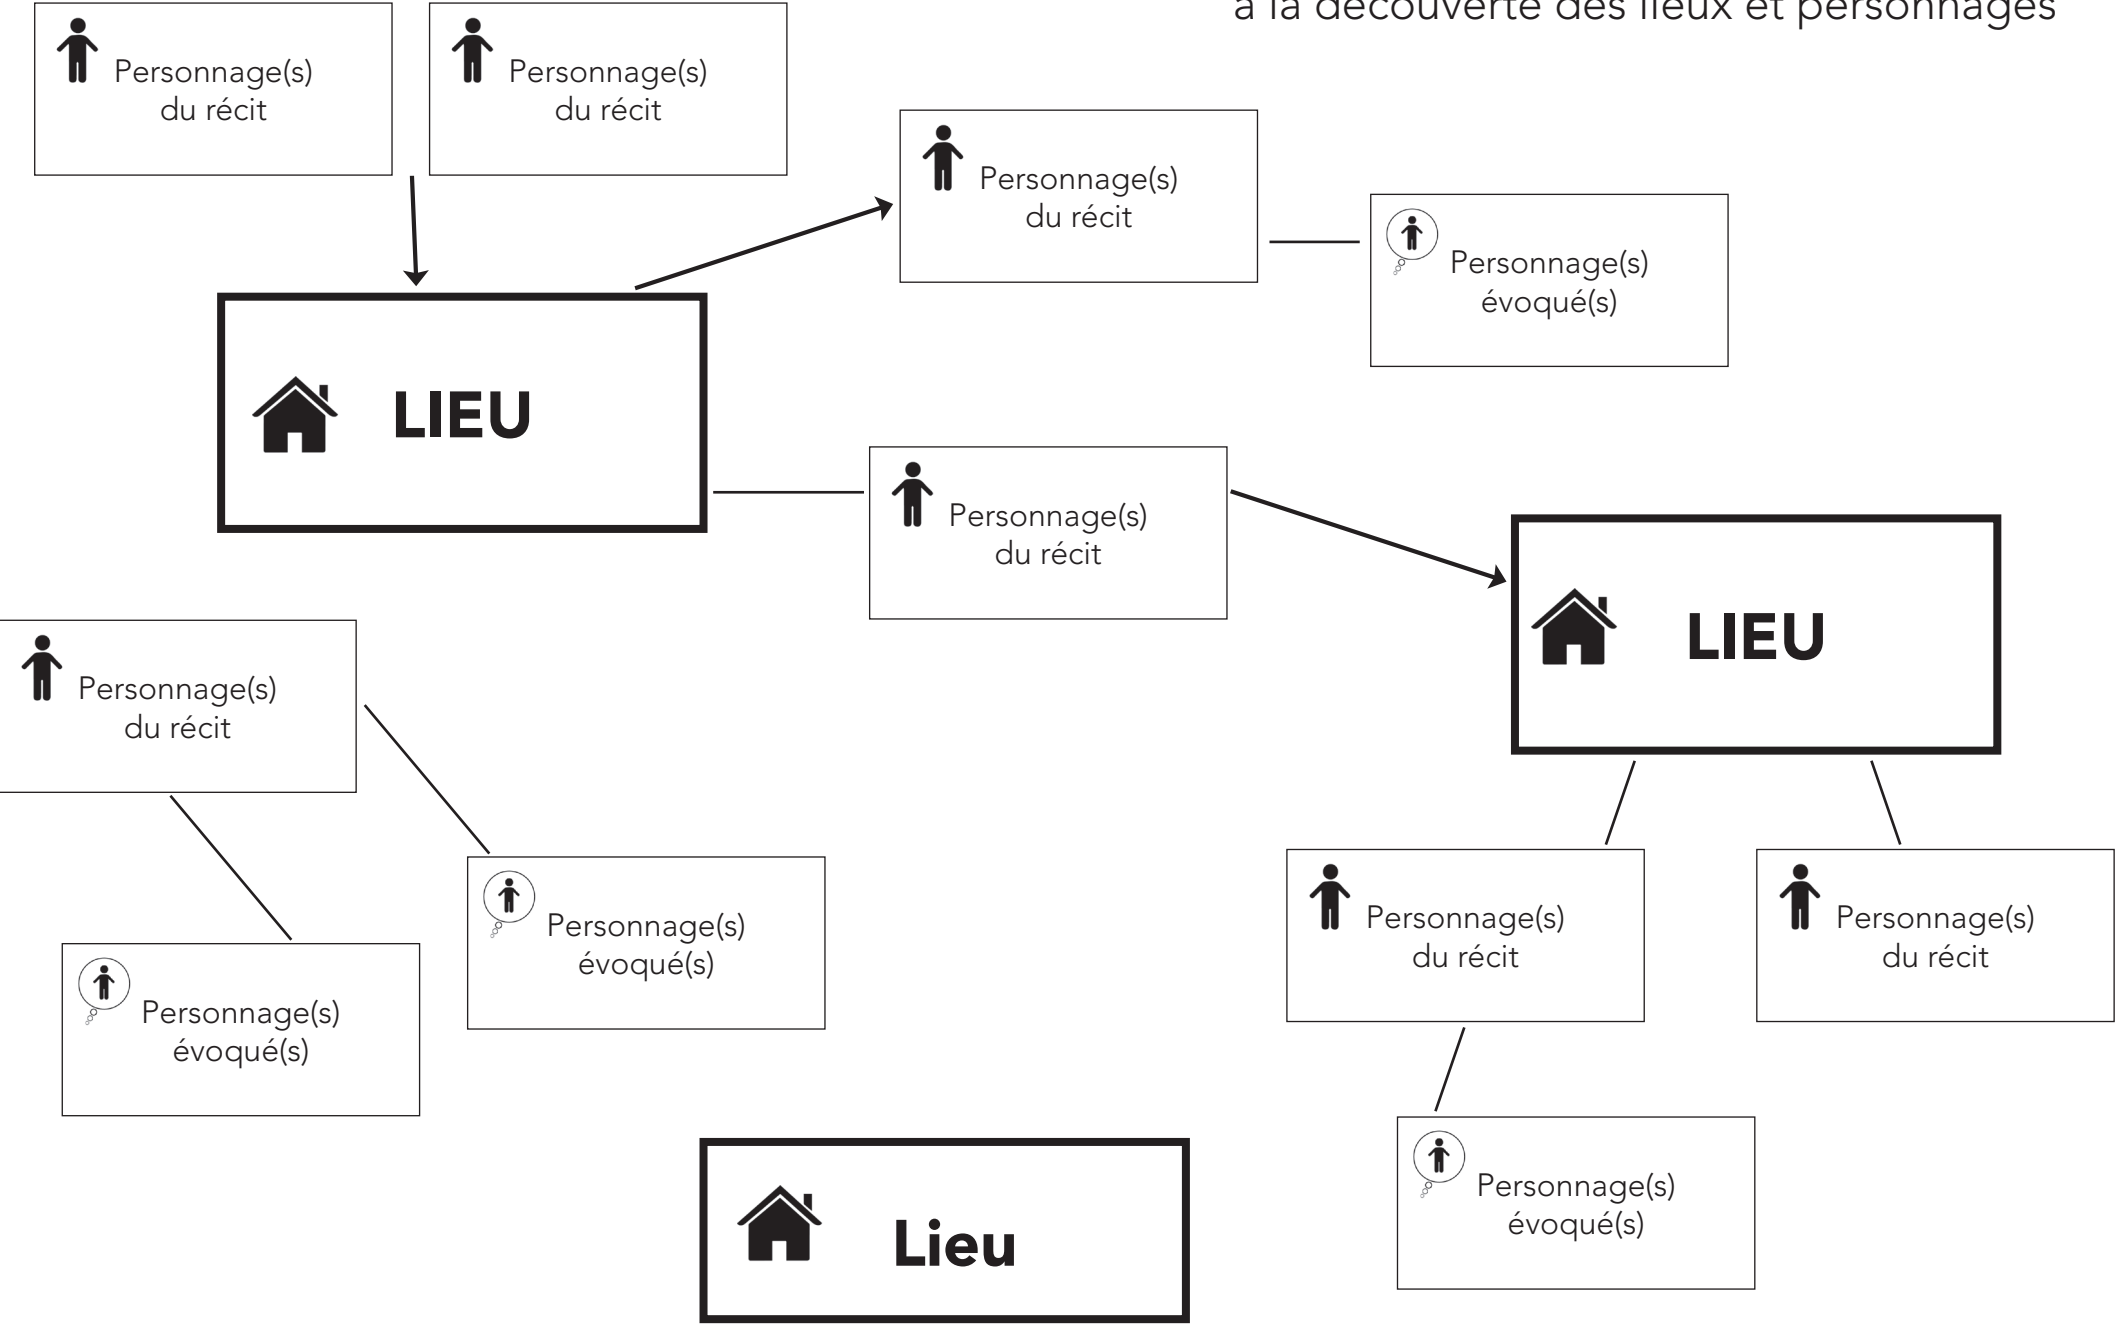 à la découverte des lieux et personnages
Personnage(s)
du récit
Personnage(s)
du récit
Personnage(s)
du récit
Personnage(s)
évoqué(s)
LIEU
Personnage(s)
du récit
LIEU
Personnage(s)
du récit
Personnage(s)
évoqué(s)
Personnage(s)
du récit
Personnage(s)
du récit
Personnage(s)
évoqué(s)
Personnage(s)
évoqué(s)
Lieu